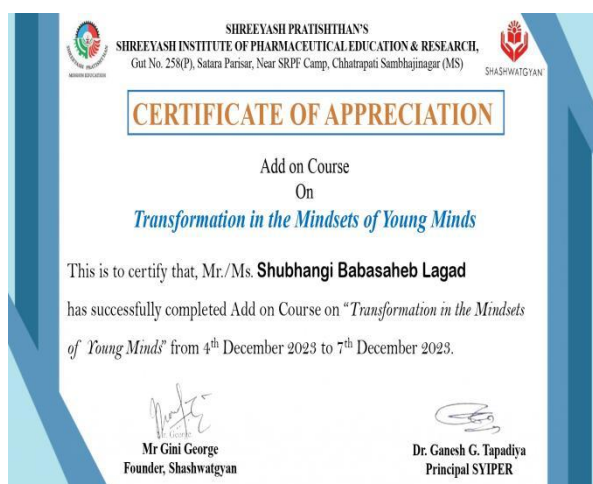 SHREEYASH PRATISHTHAN'S
SHREEYASH INSTITUTE OF PHARMACEUTICAL EDUCATION & RESEARCH,
Gut No. 258(P), Satara Parisar, Near SRPF Camp, Chhatrapati Sambhajinagar (MS)
MISSION EDUCATION
SHASHWATGYAN
CERTIFICATE OF APPRECIATION
Add on Course
On
Transformation in the Mindsets of Young Minds
This is to certify that, Mr./Ms. Shubhangi Babasaheb Lagad
has successfully completed Add on Course on "Transformation in the Mindsets
of Young Minds" from 4th December 2023 to 7th December 2023.
Mr Gini George
Founder, Shashwatgyan
Dr. Ganesh G. Tapadiya
Principal SYIPER